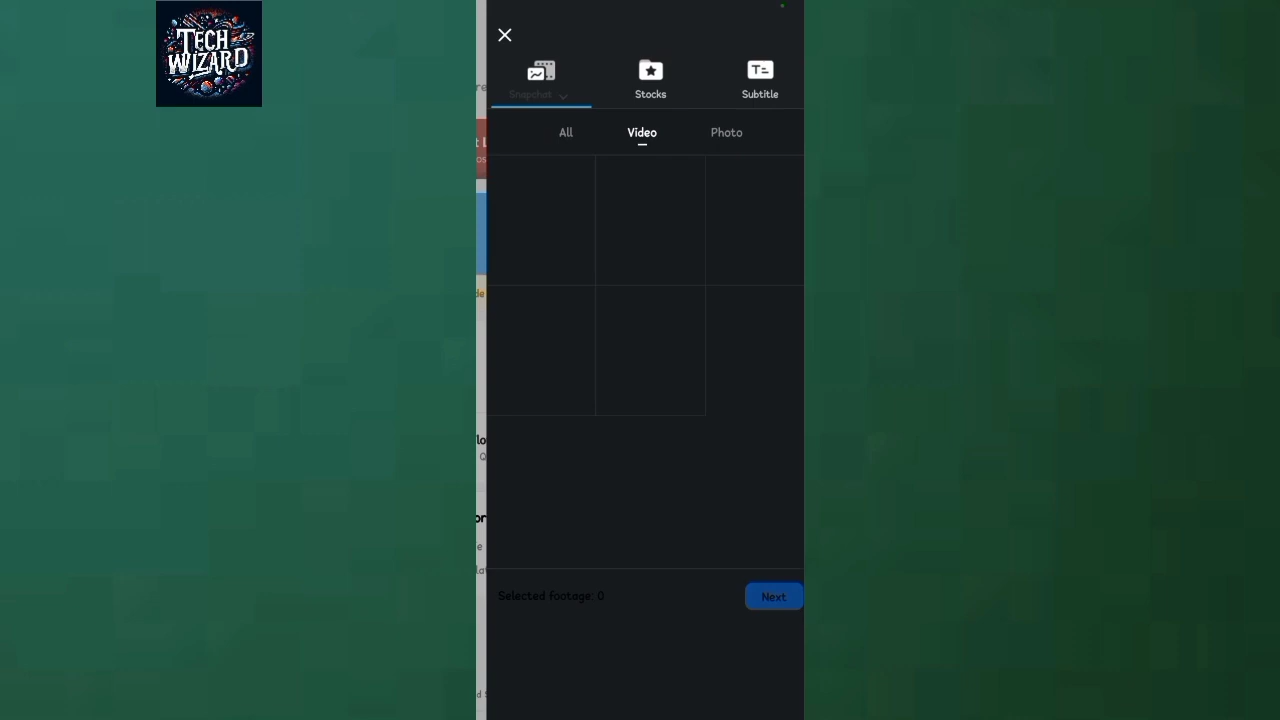 TECH
WIZARD
Snapchat
Stocks
Subtitle
All
Video
Photo
Selected footage: 0
Next